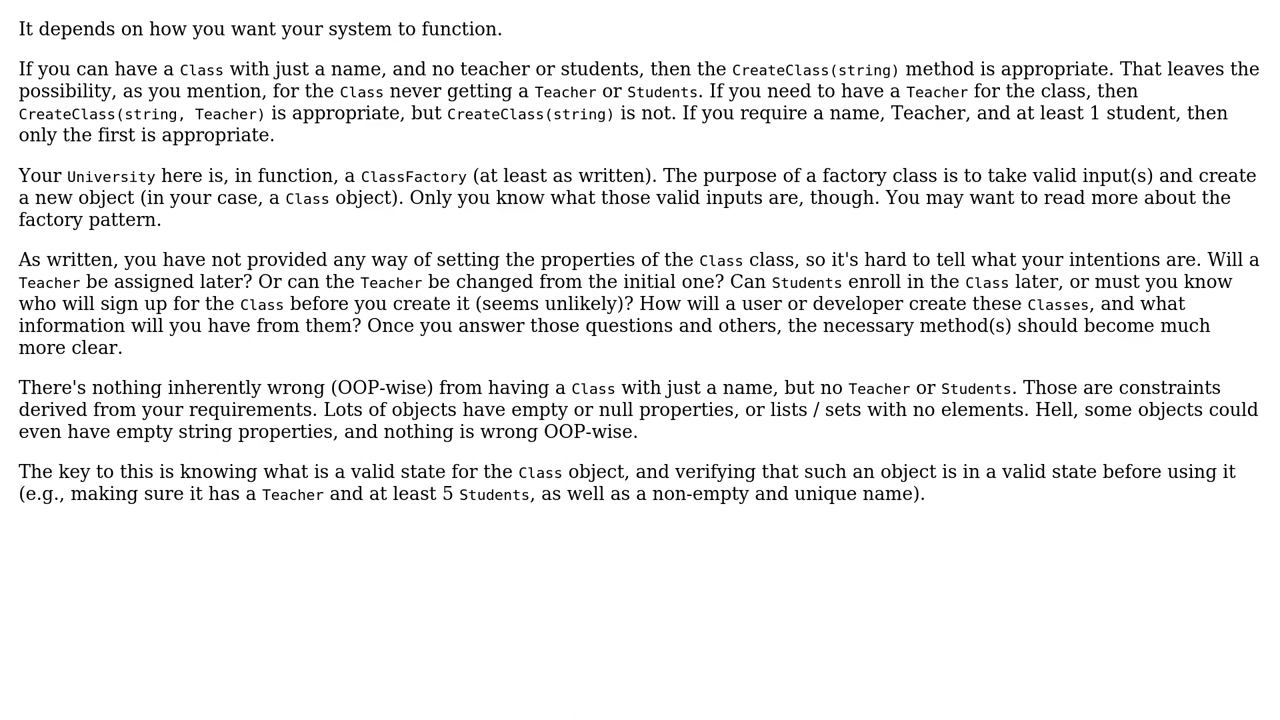 It depends on how you want your system to function.
If you can have a Class with just a name, and no teacher or students, then the CreateClass(string) method is appropriate. That leaves the
possibility, as you mention, for the Class never getting a Teacher or Students. If you need to have a Teacher for the class, then
CreateClass(string, Teacher) is appropriate, but CreateClass(string) is not. If you require a name, Teacher, and at least 1 student, then
only the first is appropriate.
Your University here is, in function, a ClassFactory (at least as written). The purpose of a factory class is to take valid input(s) and create
a new object (in your case, a Class object). Only you know what those valid inputs are, though. You may want to read more about the
factory pattern.
As written, you have not provided any way of setting the properties of the Class class, so it's hard to tell what your intentions are. Will a
Teacher be assigned later? Or can the Teacher be changed from the initial one? Can Students enroll in the Class later, or must you know
who will sign up for the Class before you create it (seems unlikely)? How will a user or developer create these Classes, and what
information will you have from them? Once you answer those questions and others, the necessary method(s) should become much
more clear.
There's nothing inherently wrong (OOP-wise) from having a Class with just a name, but no Teacher or Students. Those are constraints
derived from your requirements. Lots of objects have empty or null properties, or lists / sets with no elements. Hell, some objects could
even have empty string properties, and nothing is wrong OOP-wise.
The key to this is knowing what is a valid state for the Class object, and verifying that such an object is in a valid state before using it
(e.g., making sure it has a Teacher and at least 5 Students, as well as a non-empty and unique name).